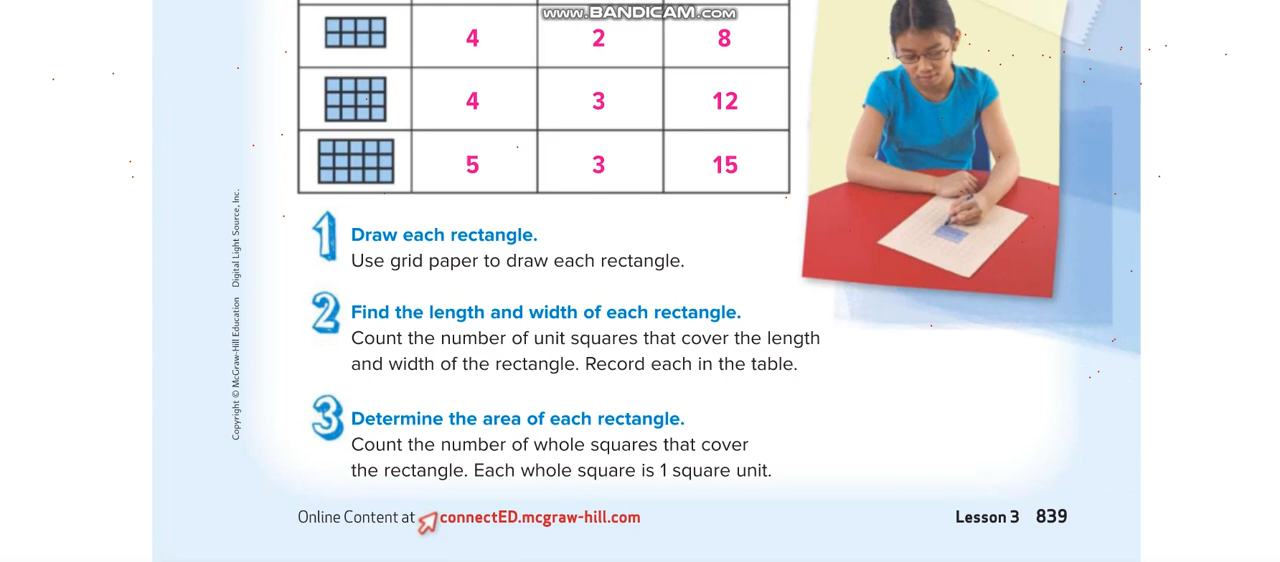 www.BANDICAM.com
4 2 8
4 3 12
5 3 15
1 Draw each rectangle.
Use grid paper to draw each rectangle.
2 Find the length and width of each rectangle.
Count the number of unit squares that cover the length
and width of the rectangle. Record each in the table.
3 Determine the area of each rectangle.
Count the number of whole squares that cover
the rectangle. Each whole square is 1 square unit.
Copyright © McGraw-Hill Education Digital Light Source, Inc.
Online Content at connectED.mcgraw-hill.com
Lesson 3 839